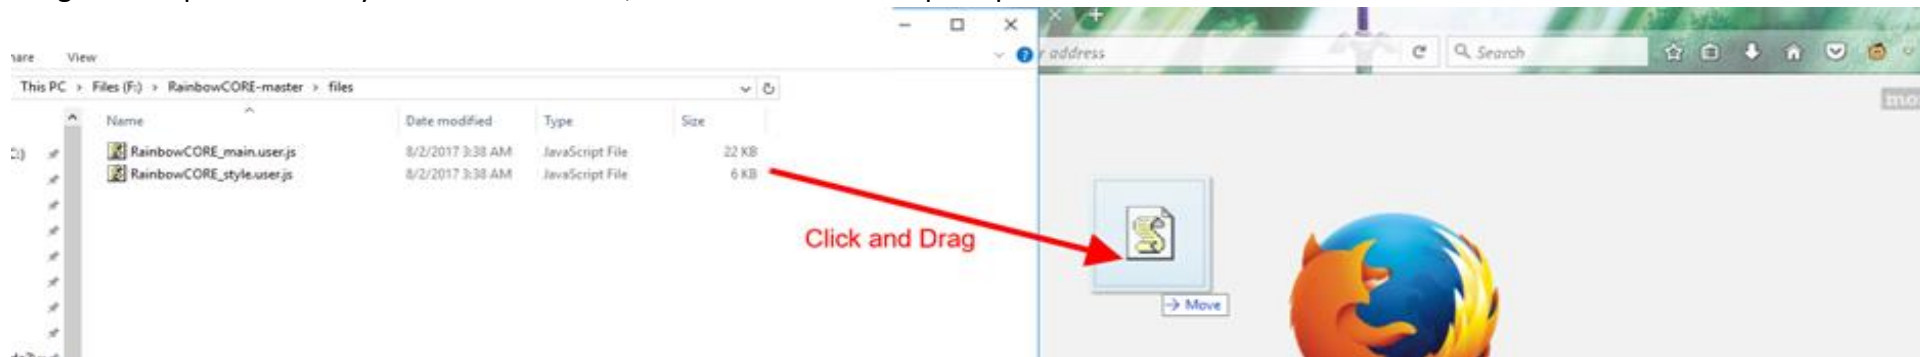 View
This PC > Files (F:) > RainbowCORE-master > files
Name Date modified Type Size
RainbowCORE_main.user.js 8/2/2017 3:38 AM JavaScript File 22 KB
RainbowCORE_style.user.js 8/2/2017 3:38 AM JavaScript File 6 KB
Click and Drag
address
Search
Move